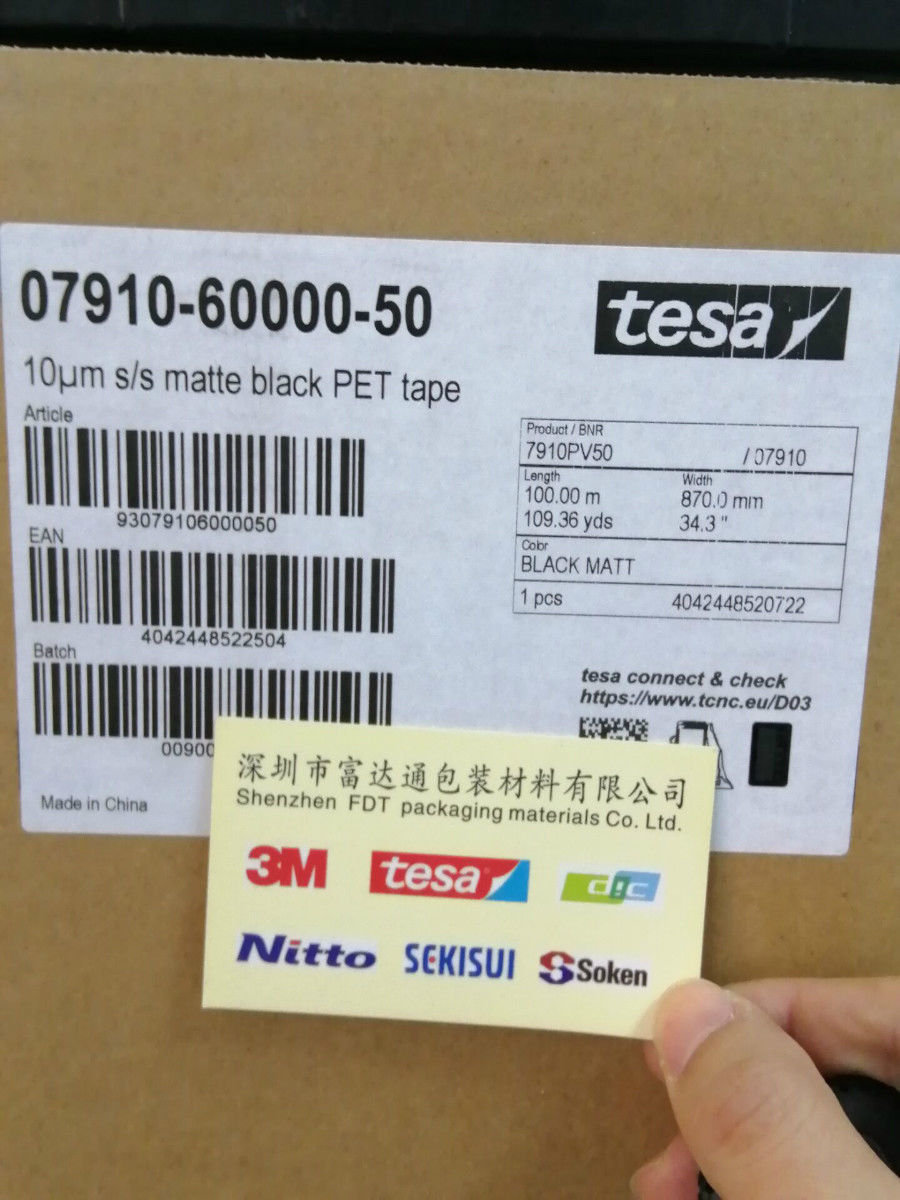 07910-60000-50
tesa
10µm s/s matte black PET tape
Article
93079106000050
EAN
4042448522504
Batch
00900
Made in China
Product / BNR
7910PV50 / 07910
Length Width
100.00 m 870.0 mm
109.36 yds 34.3 "
Color
BLACK MATT
1 pcs 4042448520722
tesa connect & check
https://www.tcnc.eu/D03
深圳市富达通包装材料有限公司
Shenzhen FDT packaging materials Co. Ltd.
3M tesa dic
Nitto SEKISUI Soken